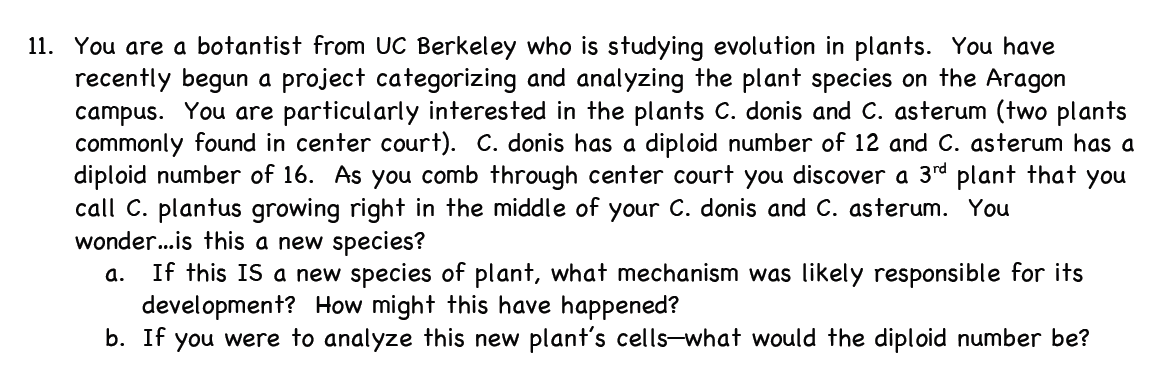 11. You are a botantist from UC Berkeley who is studying evolution in plants. You have
recently begun a project categorizing and analyzing the plant species on the Aragon
campus. You are particularly interested in the plants C. donis and C. asterum (two plants
commonly found in center court). C. donis has a diploid number of 12 and C. asterum has a
diploid number of 16. As you comb through center court you discover a 3rd plant that you
call C. plantus growing right in the middle of your C. donis and C. asterum. You
wonder...is this a new species?
a. If this IS a new species of plant, what mechanism was likely responsible for its
development? How might this have happened?
b. If you were to analyze this new plant's cells—what would the diploid number be?